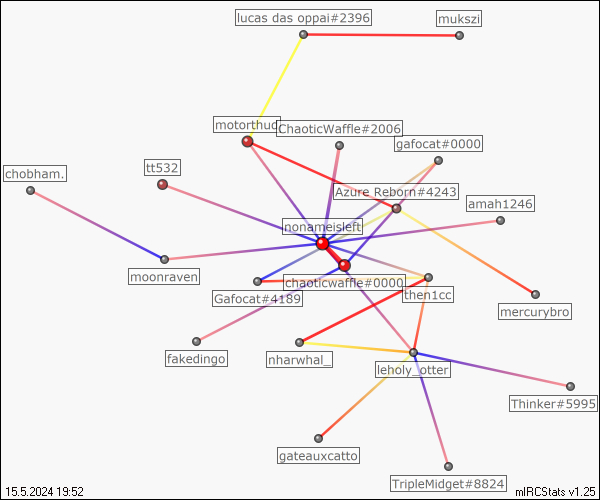 lucas das oppai#2396
mukszi
motorthud
ChaoticWaffle#2006
gafocat#0000
tt532
chobham.
Azure Reborn#4243
amah1246
nonameisleft
moonraven
chaoticwaffle#0000
then1cc
Gafocat#4189
mercurybro
fakedingo
nharwhal_
leholy_otter
Thinker#5995
gateauxcatto
TripleMidget#8824
15.5.2024 19:52
mIRCStats v1.25